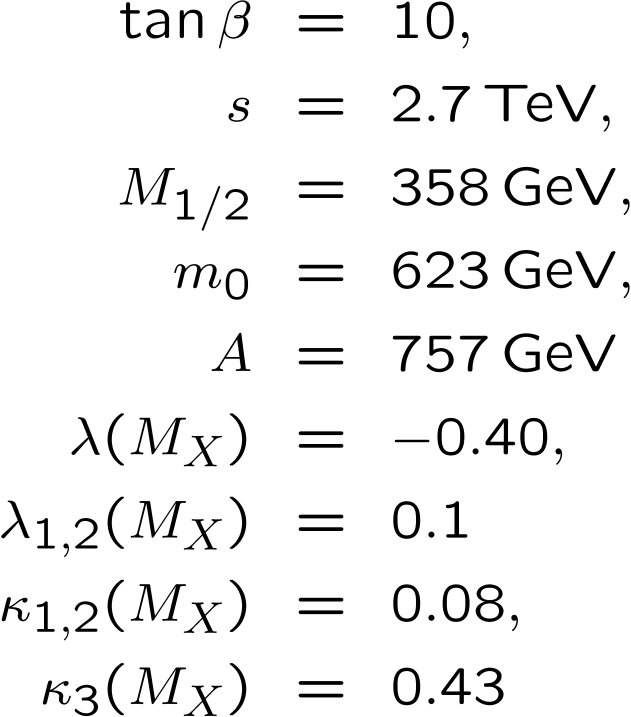 tan β = 10,
s = 2.7 TeV,
M_{1/2} = 358 GeV,
m_0 = 623 GeV,
A = 757 GeV
λ(M_X) = −0.40,
λ_{1,2}(M_X) = 0.1
κ_{1,2}(M_X) = 0.08,
κ_3(M_X) = 0.43